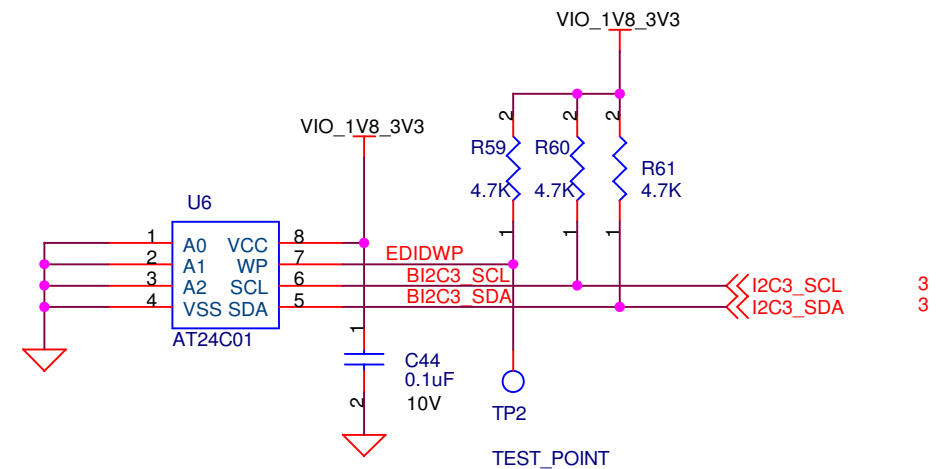 VIO_1V8_3V3
VIO_1V8_3V3
2 2 2
R59 R60 R61
4.7K 4.7K 4.7K
1 1 1
U6
1 A0 VCC 8
2 A1 WP 7 EDIDWP
3 A2 SCL 6 BI2C3_SCL I2C3_SCL 3
4 VSS SDA 5 BI2C3_SDA I2C3_SDA 3
AT24C01
1
C44
0.1uF
2 10V
TP2
TEST_POINT